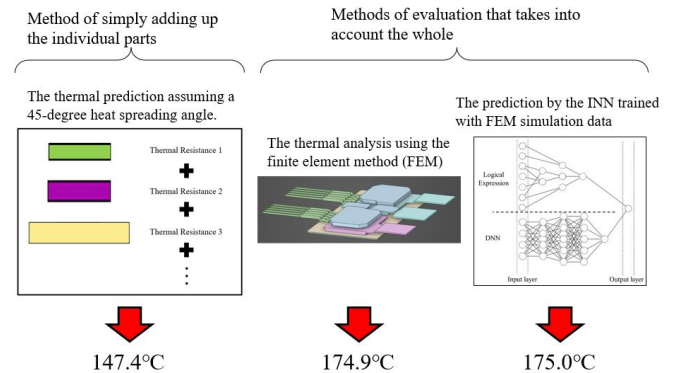 Method of simply adding up
the individual parts
Methods of evaluation that takes into
account the whole
The thermal prediction assuming a
45-degree heat spreading angle.
Thermal Resistance 1
Thermal Resistance 2
Thermal Resistance 3
The thermal analysis using the
finite element method (FEM)
The prediction by the INN trained
with FEM simulation data
Logical
Expression
DNN
Input layer
Output layer
147.4℃
174.9℃
175.0℃